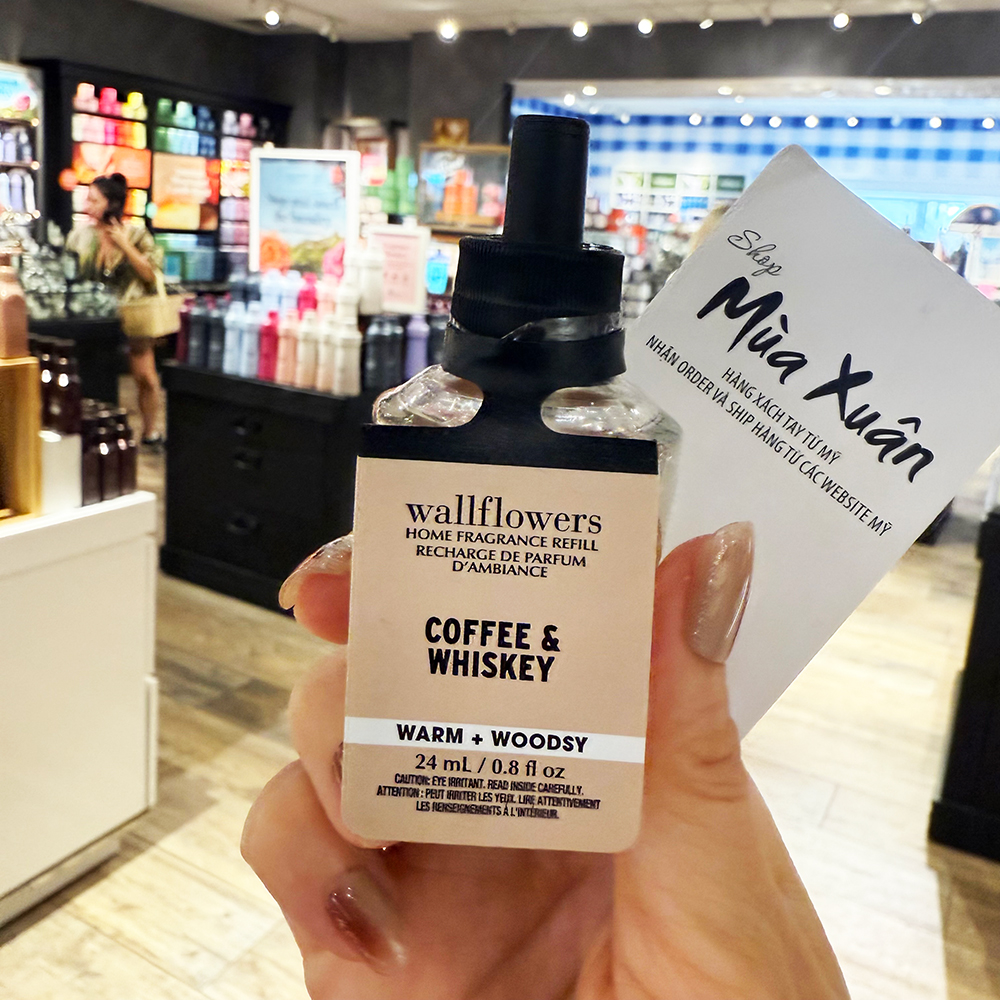 wallflowers
HOME FRAGRANCE REFILL
RECHARGE DE PARFUM
D'AMBIANCE
COFFEE &
WHISKEY
WARM + WOODSY
24 mL / 0.8 fl oz
CAUTION: EYE IRRITANT. READ INSIDE CAREFULLY.
ATTENTION : PEUT IRRITER LES YEUX. LIRE ATTENTIVEMENT
LES RENSEIGNEMENTS À L'INTÉRIEUR.
Shop
Mùa Xuân
HÀNG XÁCH TAY TỪ MỸ
NHẬN ORDER VÀ SHIP HÀNG TỪ CÁC WEBSITE MỸ